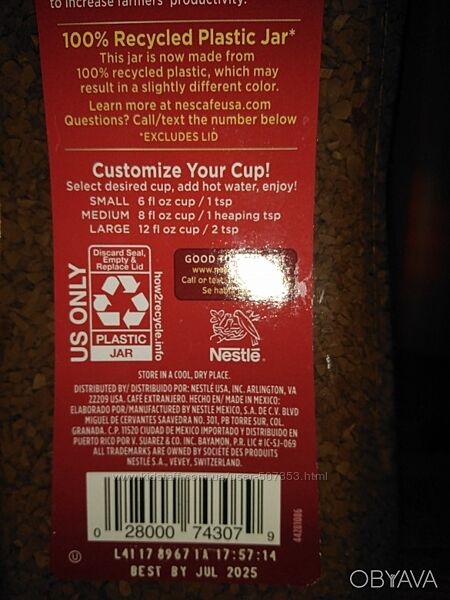 to increase farmers' productivity.
100% Recycled Plastic Jar*
This jar is now made from
100% recycled plastic, which may
result in a slightly different color.
Learn more at nescafeusa.com
Questions? Call/text the number below
*EXCLUDES LID
Customize Your Cup!
Select desired cup, add hot water, enjoy!
SMALL 6 fl oz cup / 1 tsp
MEDIUM 8 fl oz cup / 1 heaping tsp
LARGE 12 fl oz cup / 2 tsp
US ONLY
Discard Seal,
Empty &
Replace Lid
PLASTIC
JAR
how2recycle.info
GOOD
www.
Call or
Se
Nestlé®
STORE IN A COOL, DRY PLACE.
DISTRIBUTED BY/ DISTRIBUIDO POR: NESTLÉ USA, INC. ARLINGTON, VA
22209 USA. CAFÉ EXTRANJERO. HECHO EN/ MADE IN MEXICO:
ELABORADO POR/MANUFACTURED BY NESTLE MEXICO, S.A. DE C.V. BLVD
MIGUEL DE CERVANTES SAAVEDRA NO. 301, PB TORRE SUR, COL.
GRANADA. C.P. 11520 CIUDAD DE MEXICO IMPORTADO Y DISTRIBUIDO EN
PUERTO RICO POR V. SUAREZ & CO. INC. BAYAMON, P.R. LIC # IC-SJ-069
ALL TRADEMARKS ARE OWNED BY SOCIÉTÉ DES PRODUITS
NESTLÉ S.A., VEVEY, SWITZERLAND.
0 28000 74307 9
44281086
U
L41 17 8967 1A 17:57:14
BEST BY JUL 2025
OBYAVA